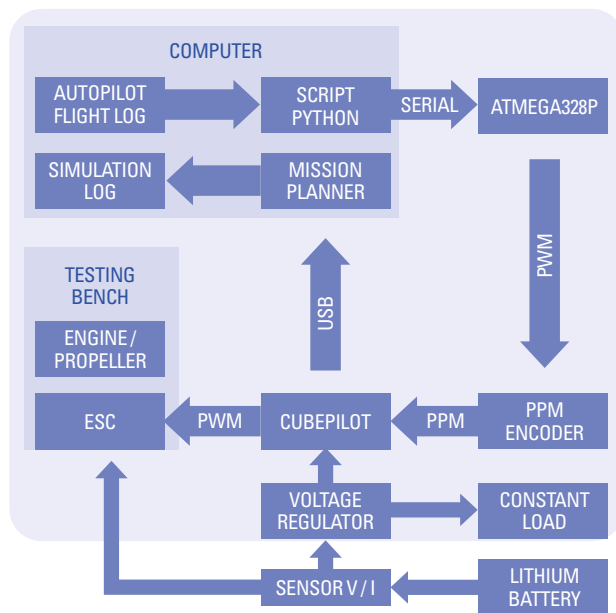 COMPUTER
AUTOPILOT
FLIGHT LOG
SCRIPT
PYTHON
SERIAL
ATMEGA328P
SIMULATION
LOG
MISSION
PLANNER
PWM
TESTING
BENCH
USB
ENGINE /
PROPELLER
ESC
PWM
CUBEPILOT
PPM
PPM
ENCODER
VOLTAGE
REGULATOR
CONSTANT
LOAD
SENSOR V / I
LITHIUM
BATTERY